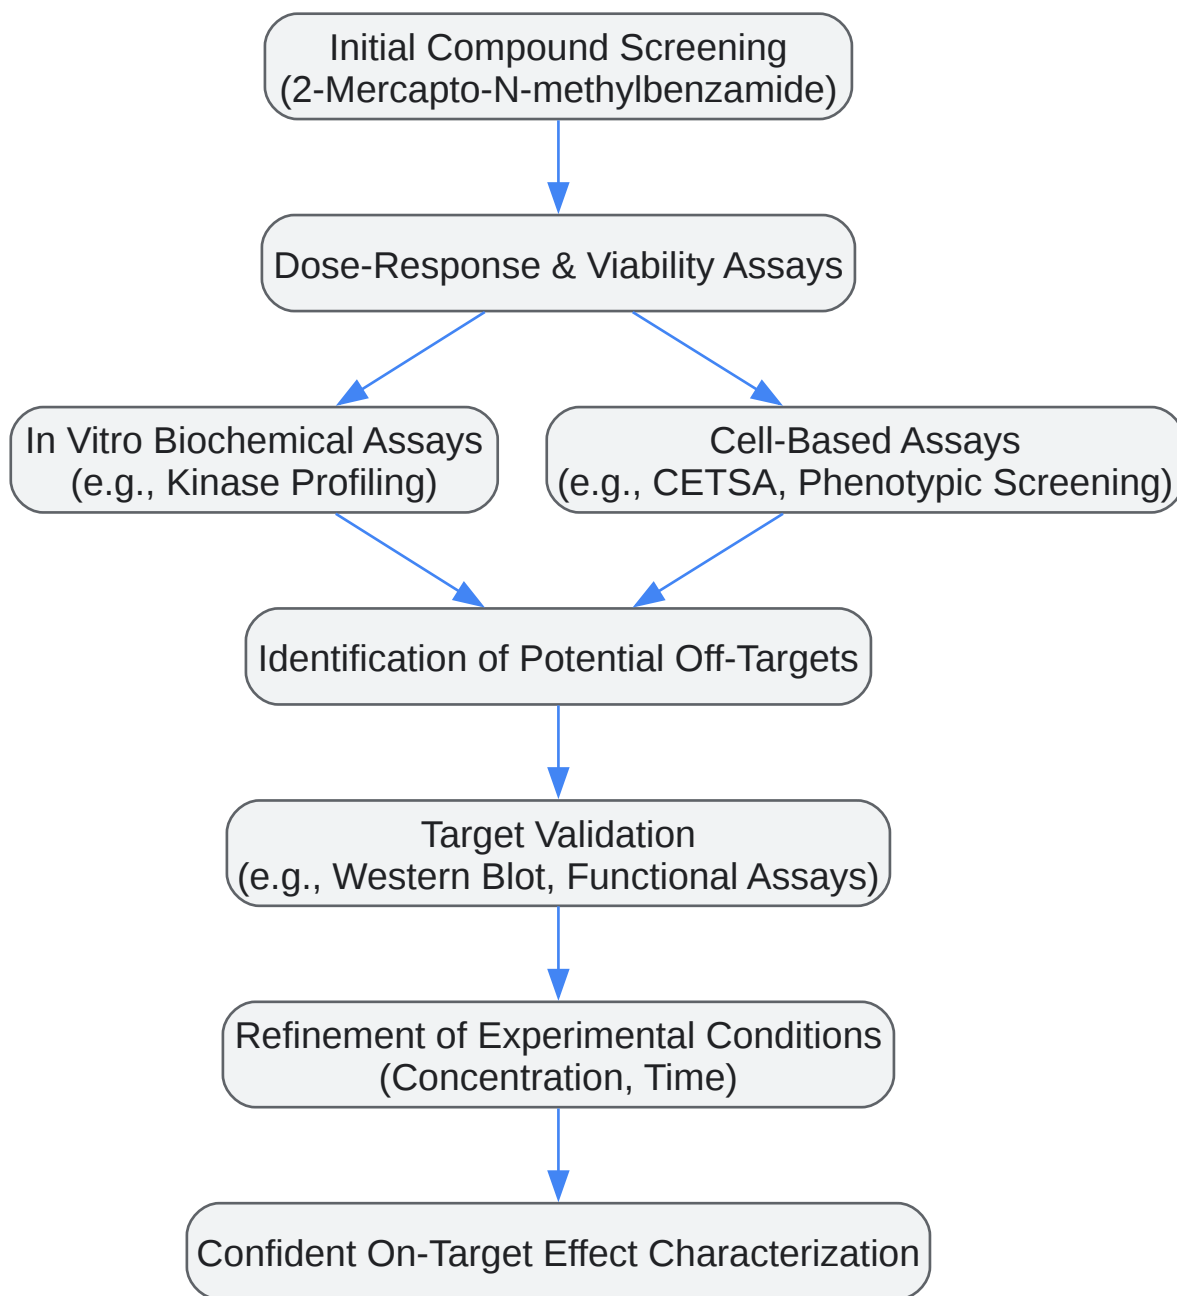 Initial Compound Screening
(2-Mercapto-N-methylbenzamide)
Dose-Response & Viability Assays
In Vitro Biochemical Assays
(e.g., Kinase Profiling)
Cell-Based Assays
(e.g., CETSA, Phenotypic Screening)
Identification of Potential Off-Targets
Target Validation
(e.g., Western Blot, Functional Assays)
Refinement of Experimental Conditions
(Concentration, Time)
Confident On-Target Effect Characterization